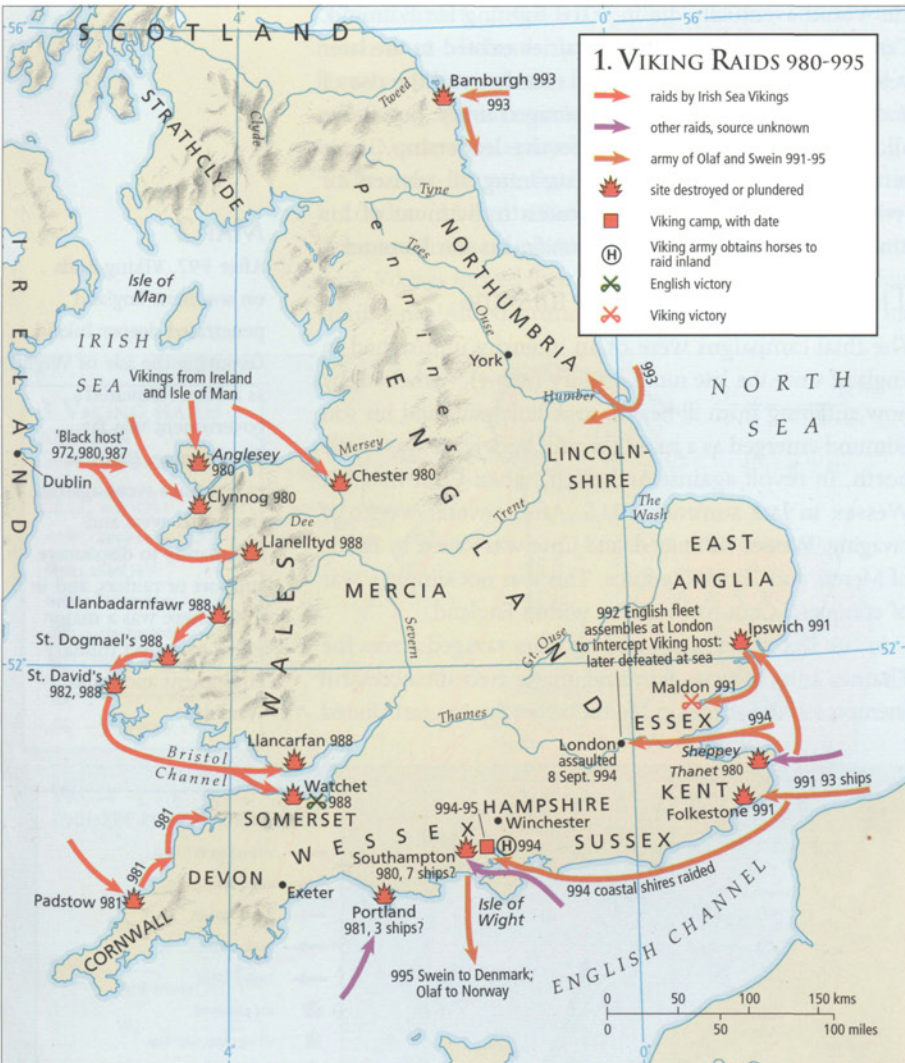 56°
4°
0°
56°
SCOTLAND
1. VIKING RAIDS 980-995
raids by Irish Sea Vikings
other raids, source unknown
army of Olaf and Swein 991-95
site destroyed or plundered
Viking camp, with date
H
Viking army obtains horses to
raid inland
English victory
Viking victory
Bamburgh 993
993
Tweed
Clyde
STRATHCLYDE
Tyne
Pennines
NORTHUMBRIA
Tees
IRELAND
Isle of
Man
IRISH
SEA
Ouse
York
Humber
993
NORTH
SEA
Vikings from Ireland
and Isle of Man
'Black host'
972,980,987
Dublin
Anglesey
980
Mersey
Chester 980
Clynnog 980
LINCOLN-
SHIRE
Trent
The
Wash
Dee
Llanelltyd 988
ENGLAND
EAST
ANGLIA
MERCIA
WALES
Llanbadarnfawr 988
St. Dogmael's 988
St. David's
982, 988
Severn
52°
Gt. Ouse
992 English fleet
assembles at London
to intercept Viking host:
later defeated at sea
Ipswich 991
52°
Maldon 991
Thames
ESSEX
994
London
assaulted
8 Sept. 994
Sheppey
Thanet 980
Llancarfan 988
Bristol
Channel
Watchet
988
KENT
991 93 ships
Folkestone 991
SOMERSET
981
981
994-95
HAMPSHIRE
Winchester
WESSEX
H
994
SUSSEX
Southampton
980, 7 ships?
DEVON
Exeter
Padstow 981
CORNWALL
Portland
981, 3 ships?
Isle of
Wight
994 coastal shires raided
995 Swein to Denmark;
Olaf to Norway
ENGLISH CHANNEL
0 50 100 150 kms
0 50 100 miles
4°
0°